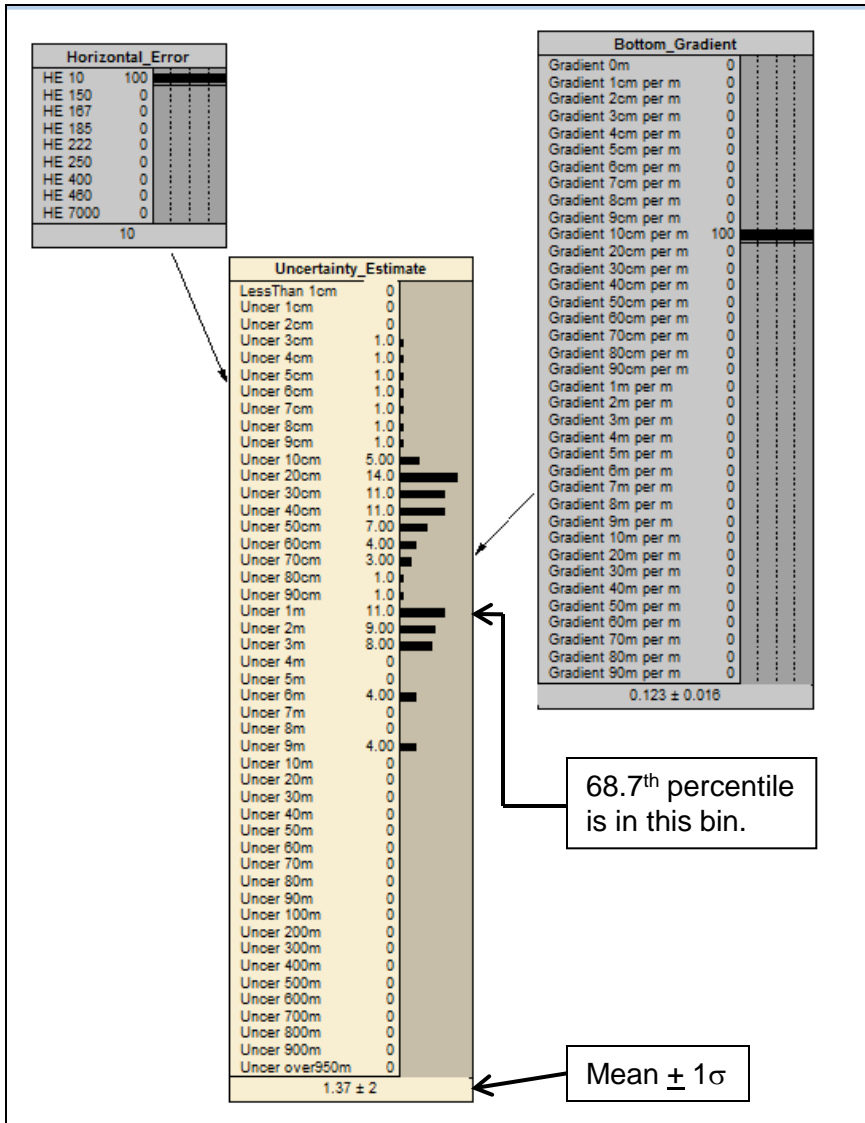 Horizontal_Error
HE 10 100
HE 150 0
HE 167 0
HE 185 0
HE 222 0
HE 250 0
HE 400 0
HE 460 0
HE 7000 0
10
Bottom_Gradient
Gradient 0m 0
Gradient 1cm per m 0
Gradient 2cm per m 0
Gradient 3cm per m 0
Gradient 4cm per m 0
Gradient 5cm per m 0
Gradient 6cm per m 0
Gradient 7cm per m 0
Gradient 8cm per m 0
Gradient 9cm per m 0
Gradient 10cm per m 100
Gradient 20cm per m 0
Gradient 30cm per m 0
Gradient 40cm per m 0
Gradient 50cm per m 0
Gradient 60cm per m 0
Gradient 70cm per m 0
Gradient 80cm per m 0
Gradient 90cm per m 0
Gradient 1m per m 0
Gradient 2m per m 0
Gradient 3m per m 0
Gradient 4m per m 0
Gradient 5m per m 0
Gradient 6m per m 0
Gradient 7m per m 0
Gradient 8m per m 0
Gradient 9m per m 0
Gradient 10m per m 0
Gradient 20m per m 0
Gradient 30m per m 0
Gradient 40m per m 0
Gradient 50m per m 0
Gradient 60m per m 0
Gradient 70m per m 0
Gradient 80m per m 0
Gradient 90m per m 0
0.123 ± 0.016
Uncertainty_Estimate
LessThan 1cm 0
Uncer 1cm 0
Uncer 2cm 0
Uncer 3cm 1.0
Uncer 4cm 1.0
Uncer 5cm 1.0
Uncer 6cm 1.0
Uncer 7cm 1.0
Uncer 8cm 1.0
Uncer 9cm 1.0
Uncer 10cm 5.00
Uncer 20cm 14.0
Uncer 30cm 11.0
Uncer 40cm 11.0
Uncer 50cm 7.00
Uncer 60cm 4.00
Uncer 70cm 3.00
Uncer 80cm 1.0
Uncer 90cm 1.0
Uncer 1m 11.0
Uncer 2m 9.00
Uncer 3m 8.00
Uncer 4m 0
Uncer 5m 0
Uncer 6m 4.00
Uncer 7m 0
Uncer 8m 0
Uncer 9m 4.00
Uncer 10m 0
Uncer 20m 0
Uncer 30m 0
Uncer 40m 0
Uncer 50m 0
Uncer 60m 0
Uncer 70m 0
Uncer 80m 0
Uncer 90m 0
Uncer 100m 0
Uncer 200m 0
Uncer 300m 0
Uncer 400m 0
Uncer 500m 0
Uncer 600m 0
Uncer 700m 0
Uncer 800m 0
Uncer 900m 0
Uncer over950m 0
1.37 ± 2
68.7th percentile
is in this bin.
Mean ± 1σ